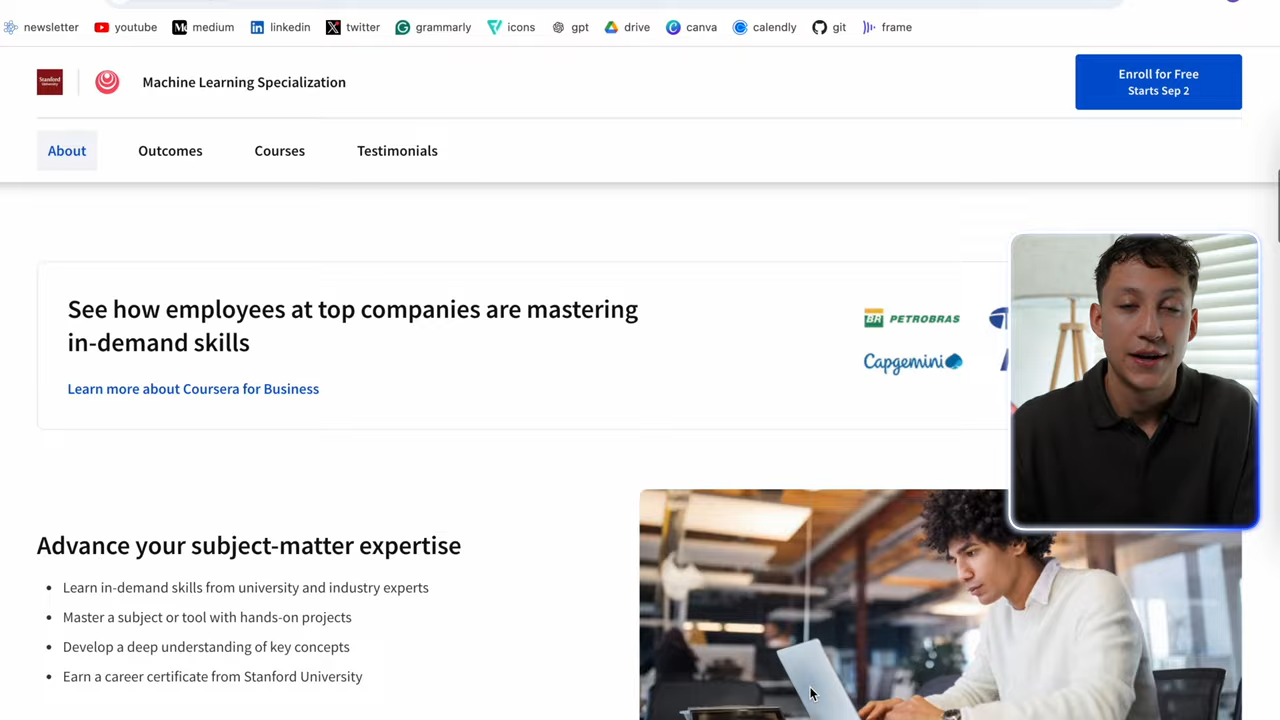 newsletter youtube medium linkedin twitter grammarly icons gpt drive canva calendly git frame
Stanford University
Machine Learning Specialization
Enroll for Free
Starts Sep 2
About Outcomes Courses Testimonials
See how employees at top companies are mastering
in-demand skills
Learn more about Coursera for Business
BR PETROBRAS
Capgemini
Advance your subject-matter expertise
Learn in-demand skills from university and industry experts
Master a subject or tool with hands-on projects
Develop a deep understanding of key concepts
Earn a career certificate from Stanford University